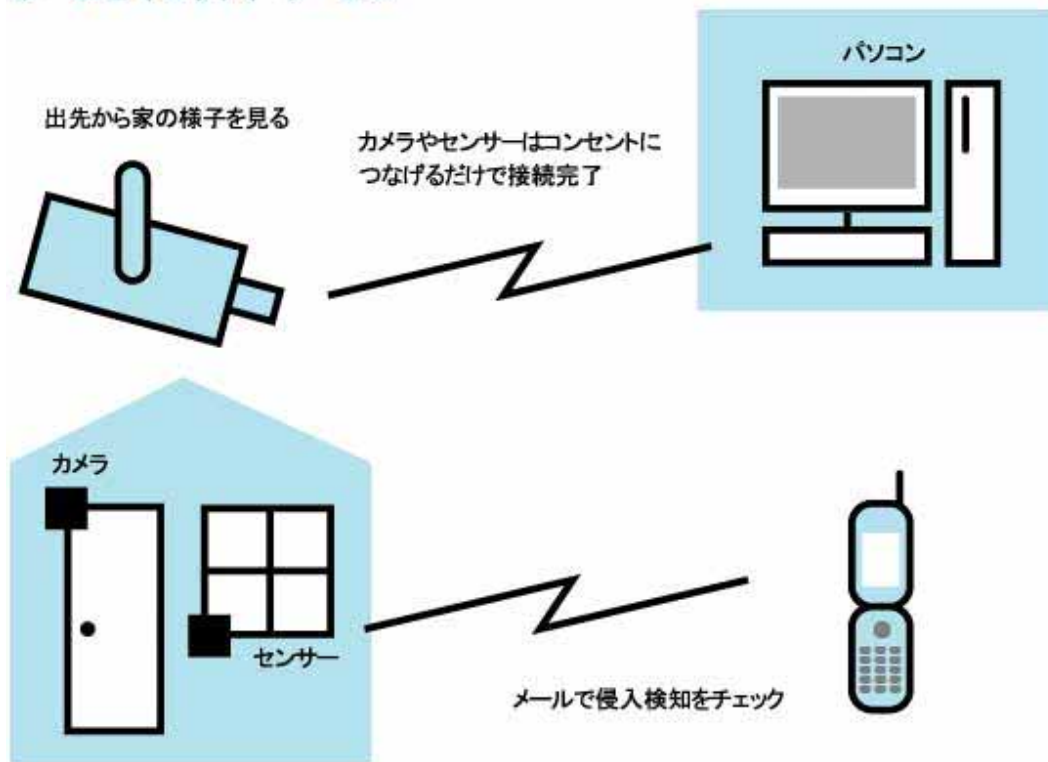 パソコン
出先から家の様子を見る
カメラやセンサーはコンセントに
つなげるだけで接続完了
カメラ
センサー
メールで侵入検知をチェック